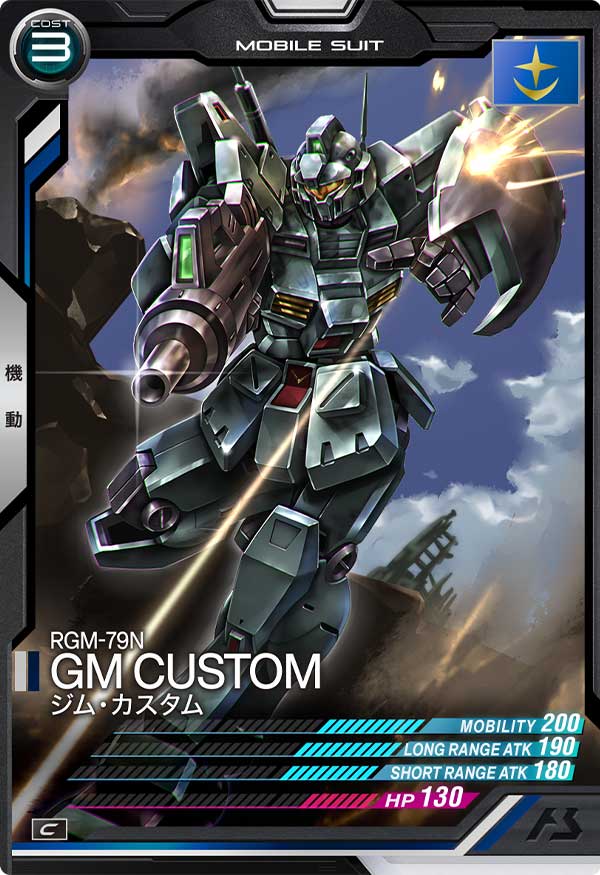 COST
3
MOBILE SUIT
機動
RGM-79N
GM CUSTOM
ジム・カスタム
MOBILITY 200
LONG RANGE ATK 190
SHORT RANGE ATK 180
HP 130
C